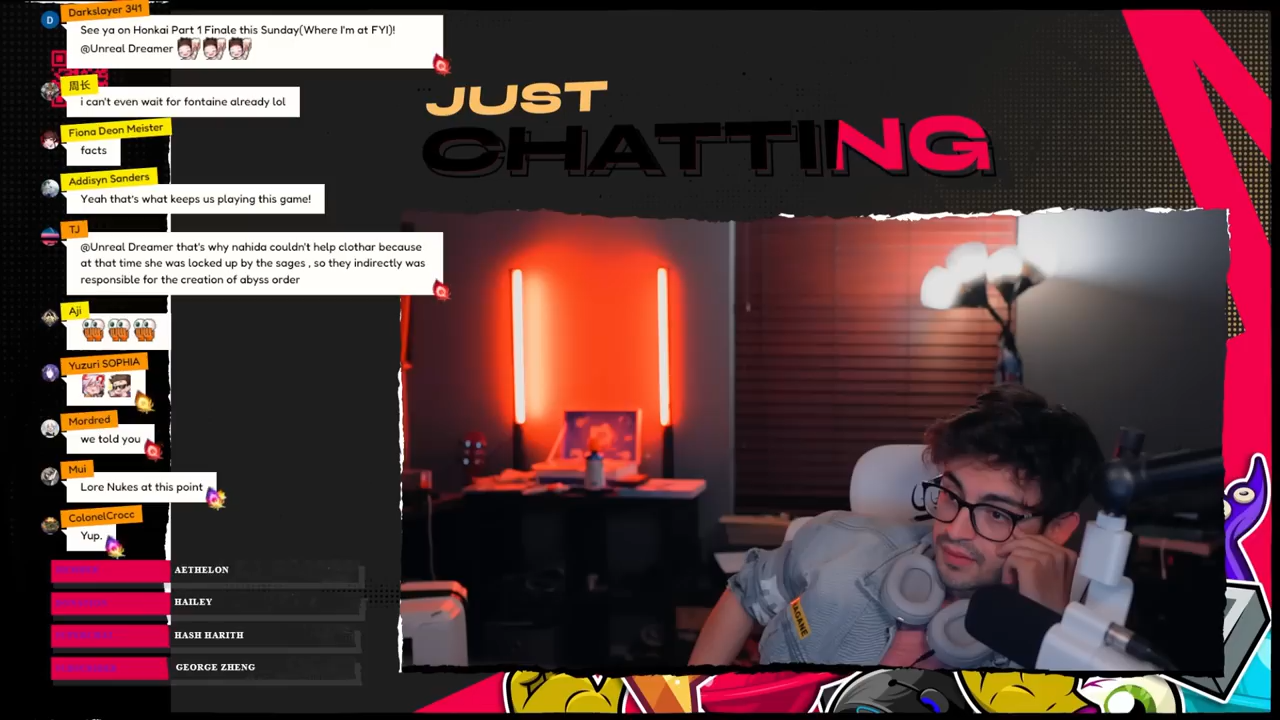 Darkslayer 341
See ya on Honkai Part 1 Finale this Sunday(Where I'm at FYI)!
@Unreal Dreamer
周长
i can't even wait for fontaine already lol
Fiona Deon Meister
facts
Addisyn Sanders
Yeah that's what keeps us playing this game!
TJ
@Unreal Dreamer that's why nahida couldn't help clothar because
at that time she was locked up by the sages , so they indirectly was
responsible for the creation of abyss order
Aji
Yuzuri SOPHIA
Mordred
we told you
Mui
Lore Nukes at this point
ColonelCrocc
Yup.
AETHELON
HAILEY
HASH HARITH
GEORGE ZHENG
JUST
CHATTING
D